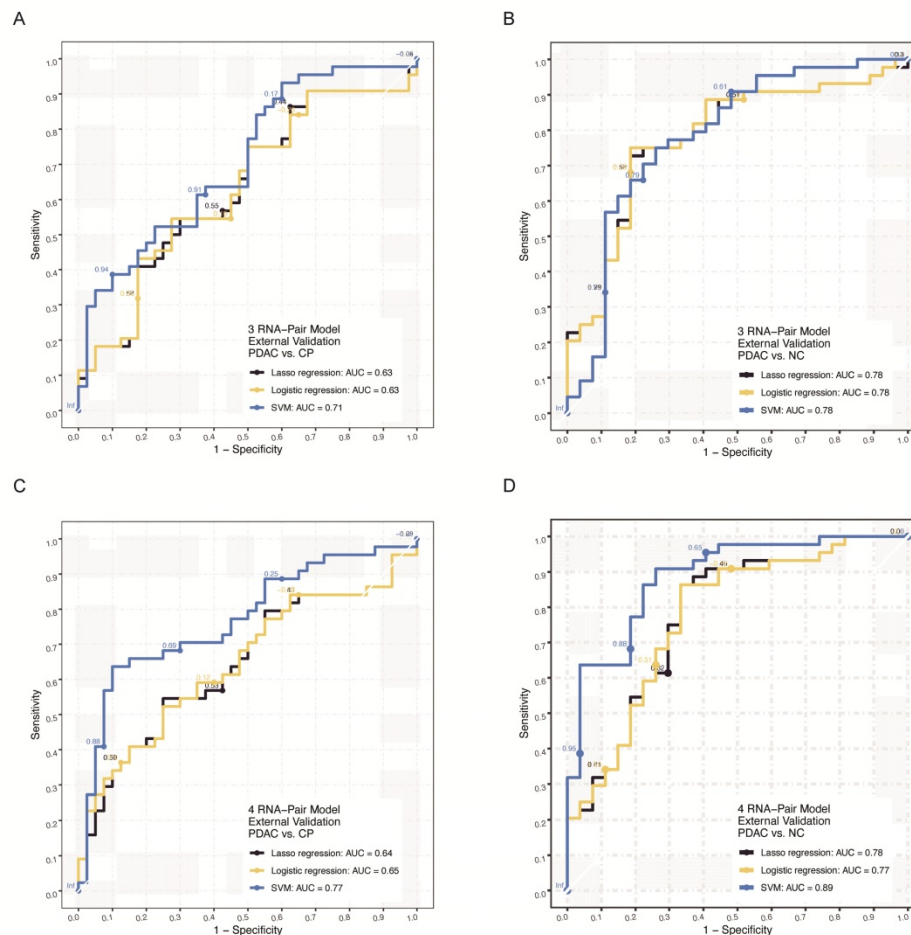 A
B
1.0
0.9
0.8
0.7
0.6
0.5
0.4
0.3
0.2
0.1
0.0
Sensitivity
Inf
0.94
0.91
0.17
0.55
3 RNA-Pair Model
External Validation
PDAC vs. CP
Lasso regression: AUC = 0.63
Logistic regression: AUC = 0.63
SVM: AUC = 0.71
0.0 0.1 0.2 0.3 0.4 0.5 0.6 0.7 0.8 0.9 1.0
1 − Specificity
1.0
0.9
0.8
0.7
0.6
0.5
0.4
0.3
0.2
0.1
0.0
Sensitivity
Inf
0.79
0.61
3 RNA-Pair Model
External Validation
PDAC vs. NC
Lasso regression: AUC = 0.78
Logistic regression: AUC = 0.78
SVM: AUC = 0.78
0.0 0.1 0.2 0.3 0.4 0.5 0.6 0.7 0.8 0.9 1.0
1 − Specificity
C
D
1.0
0.9
0.8
0.7
0.6
0.5
0.4
0.3
0.2
0.1
0.0
Sensitivity
Inf
0.88
0.69
0.25
4 RNA-Pair Model
External Validation
PDAC vs. CP
Lasso regression: AUC = 0.64
Logistic regression: AUC = 0.65
SVM: AUC = 0.77
0.0 0.1 0.2 0.3 0.4 0.5 0.6 0.7 0.8 0.9 1.0
1 − Specificity
1.0
0.9
0.8
0.7
0.6
0.5
0.4
0.3
0.2
0.1
0.0
Sensitivity
Inf
0.95
0.88
0.65
4 RNA-Pair Model
External Validation
PDAC vs. NC
Lasso regression: AUC = 0.78
Logistic regression: AUC = 0.77
SVM: AUC = 0.89
0.0 0.1 0.2 0.3 0.4 0.5 0.6 0.7 0.8 0.9 1.0
1 − Specificity